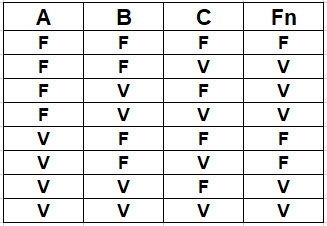 A B C Fn
F F F F
F F V V
F V F V
F V V V
V F F F
V F V F
V V F V
V V V V